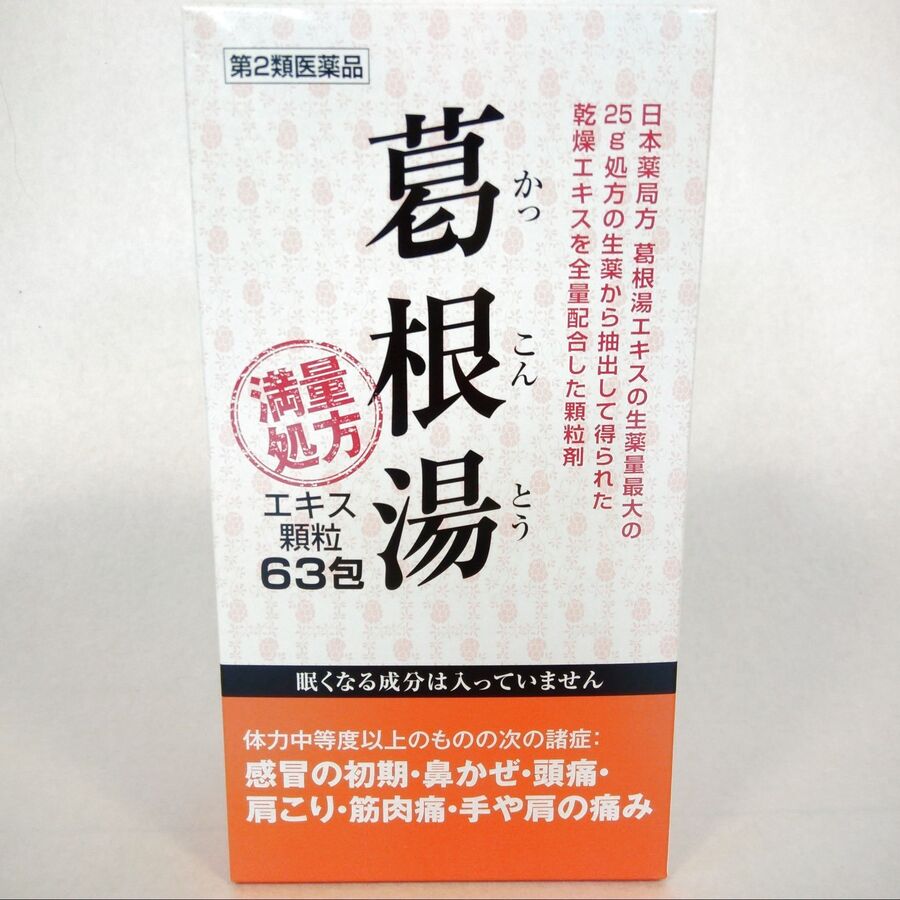 第2類医薬品
日本薬局方 葛根湯エキスの生薬量最大の
25g処方の生薬から抽出して得られた
乾燥エキスを全量配合した顆粒剤
葛根湯
かっこんとう
満量
処方
エキス
顆粒
63包
眠くなる成分は入っていません
体力中等度以上のものの次の諸症:
感冒の初期・鼻かぜ・頭痛・
肩こり・筋肉痛・手や肩の痛み